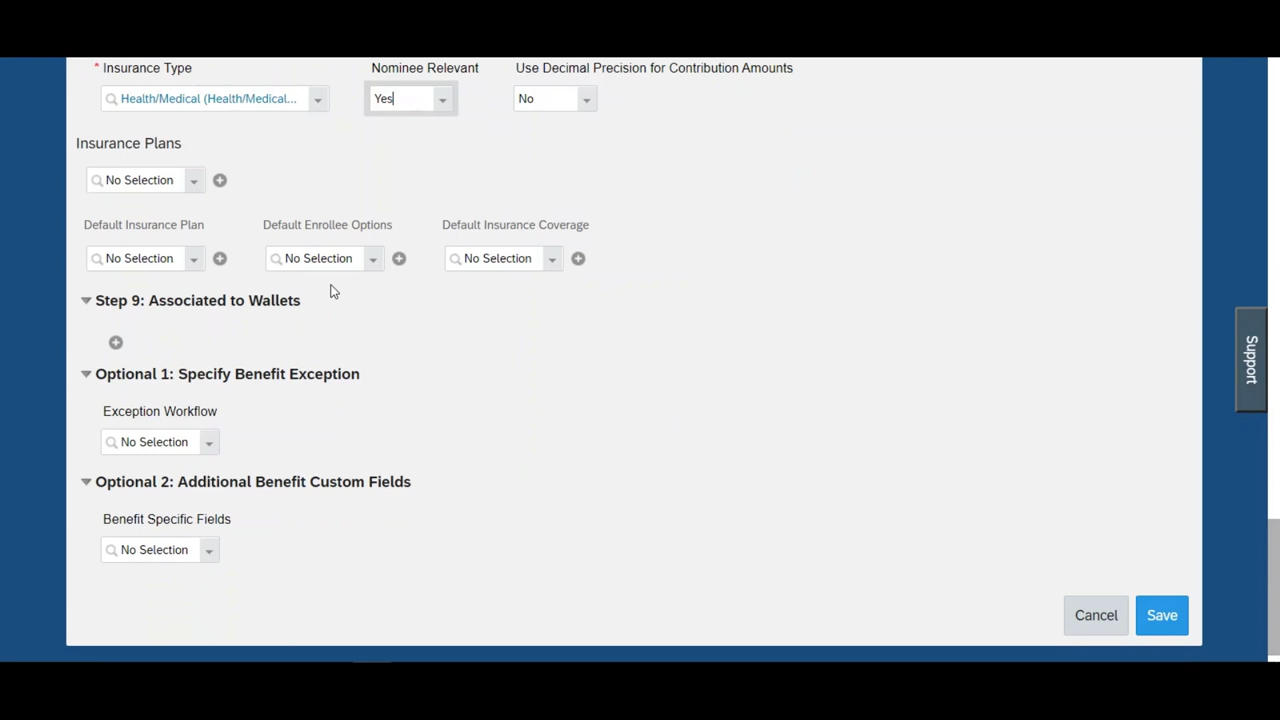 * Insurance Type Nominee Relevant Use Decimal Precision for Contribution Amounts
Health/Medical (Health/Medical... Yes No
Insurance Plans
No Selection
Default Insurance Plan Default Enrollee Options Default Insurance Coverage
No Selection No Selection No Selection
Step 9: Associated to Wallets
Optional 1: Specify Benefit Exception
Exception Workflow
No Selection
Optional 2: Additional Benefit Custom Fields
Benefit Specific Fields
No Selection
Cancel Save
Support